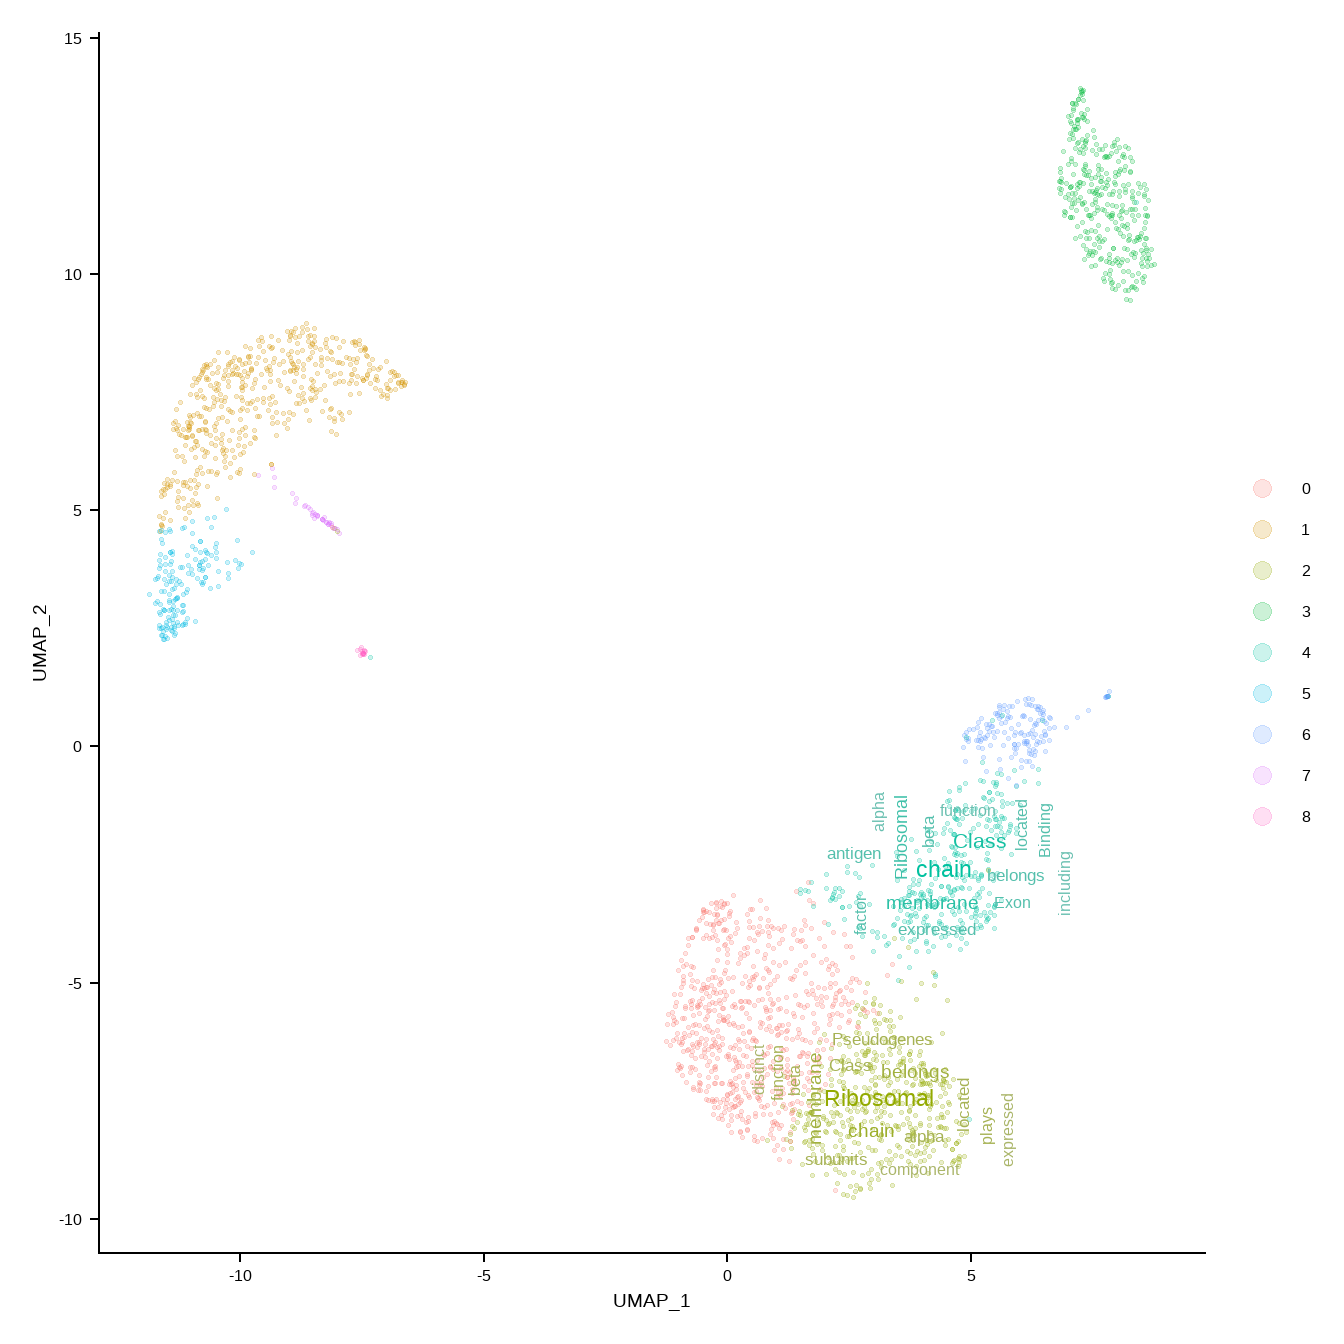 15
10
5
0
-5
-10
UMAP_2
-10
-5
0
5
UMAP_1
0
1
2
3
4
5
6
7
8
alpha
Ribosomal
beta
function
located
Binding
Class
antigen
chain
belongs
including
factor
membrane
Exon
expressed
Pseudogenes
distinct
function
beta
membrane
Class
belongs
Ribosomal
located
plays
expressed
chain
alpha
subunits
component